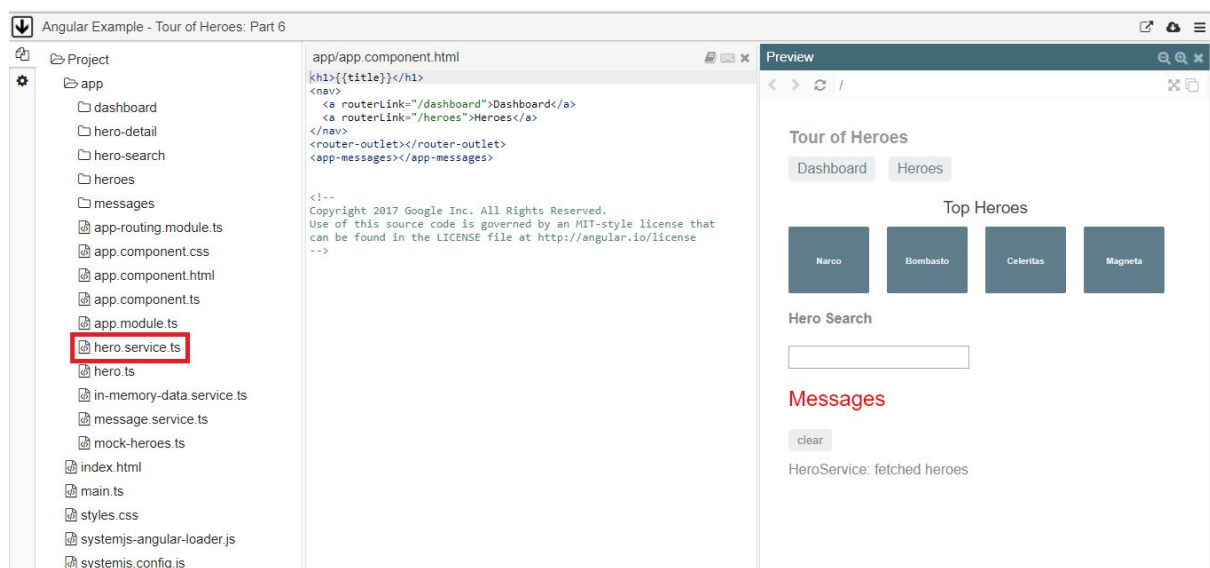 Angular Example - Tour of Heroes: Part 6
Project
app
dashboard
hero-detail
hero-search
heroes
messages
app-routing.module.ts
app.component.css
app.component.html
app.component.ts
app.module.ts
hero.service.ts
hero.ts
in-memory-data.service.ts
message.service.ts
mock-heroes.ts
index.html
main.ts
styles.css
systemjs-angular-loader.js
systemjs.config.js
app/app.component.html
<h1>{{title}}</h1>
<nav>
  <a routerLink="/dashboard">Dashboard</a>
  <a routerLink="/heroes">Heroes</a>
</nav>
<router-outlet></router-outlet>
<app-messages></app-messages>
<!--
Copyright 2017 Google Inc. All Rights Reserved.
Use of this source code is governed by an MIT-style license that
can be found in the LICENSE file at http://angular.io/license
-->
Preview
/
Tour of Heroes
Dashboard Heroes
Top Heroes
Narco Bombasto Celeritas Magneta
Hero Search
Messages
clear
HeroService: fetched heroes